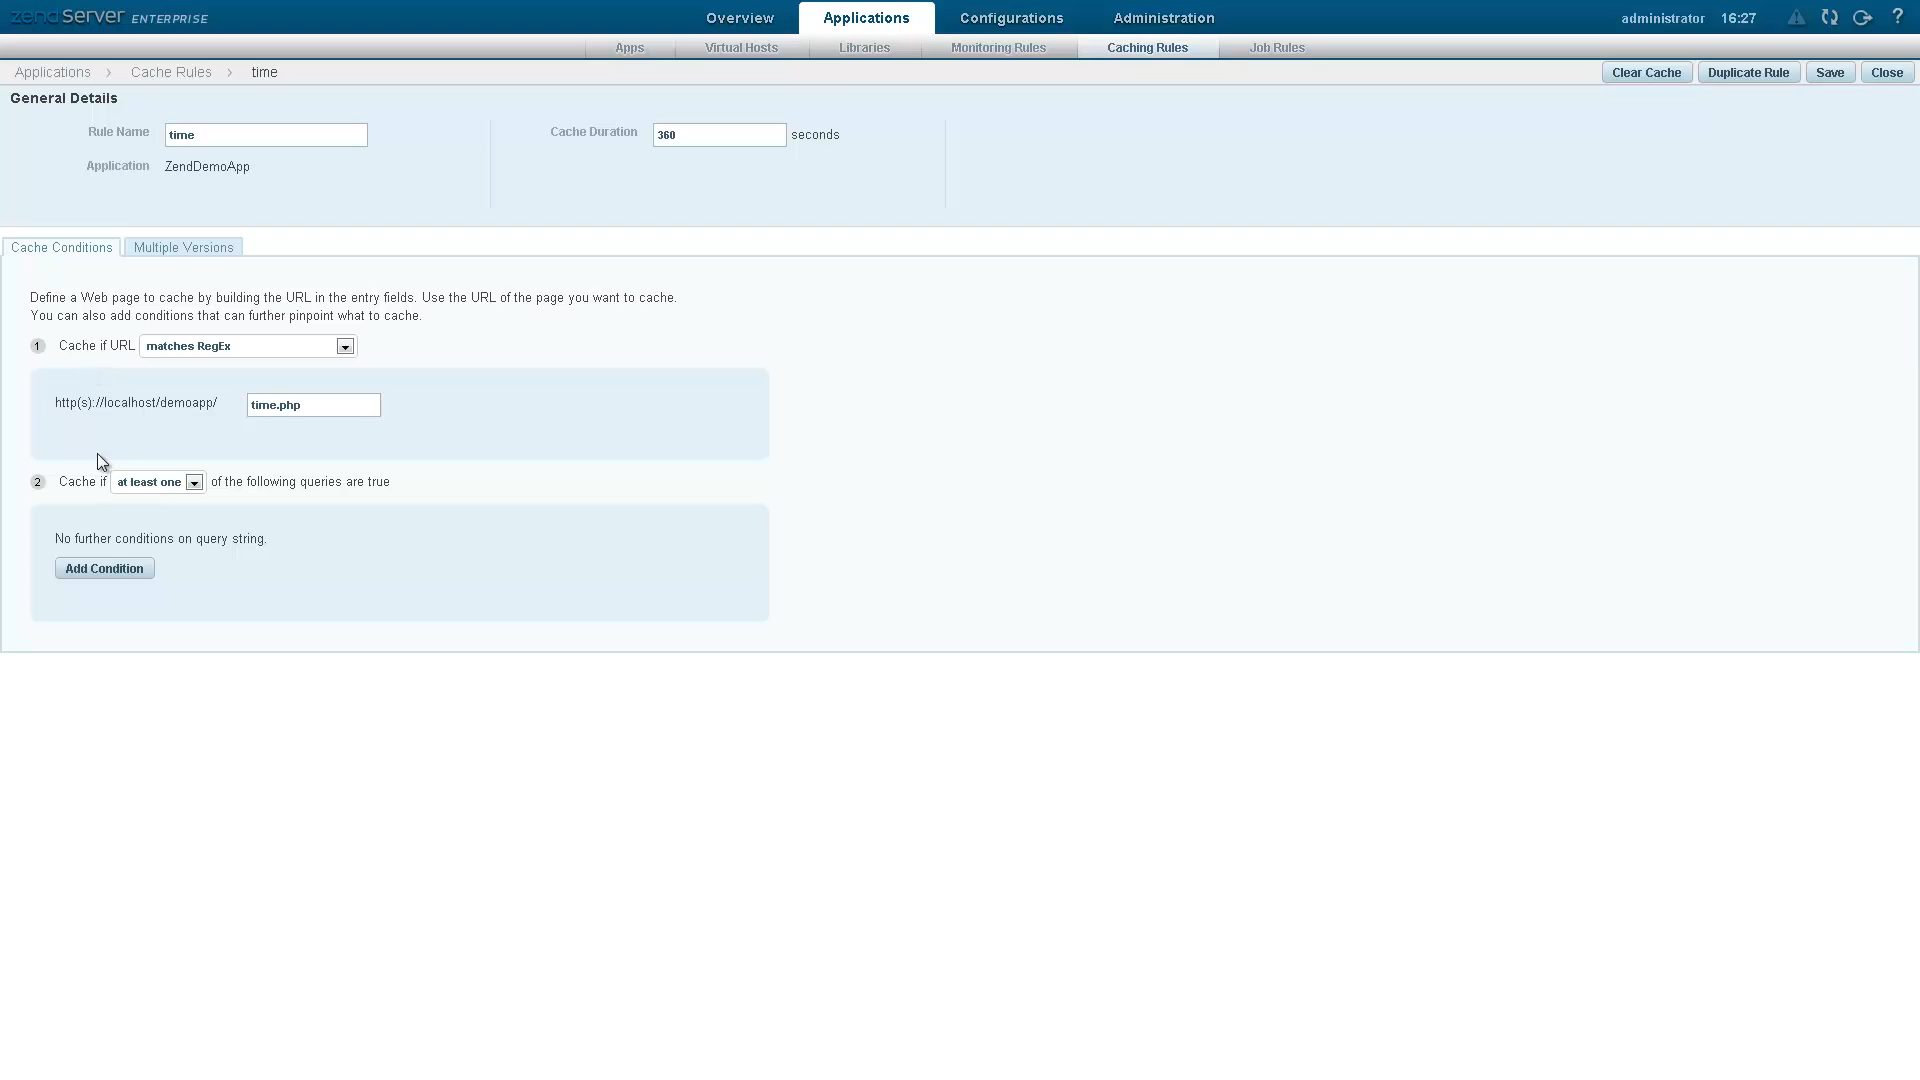 zendServer ENTERPRISE
Overview Applications Configurations Administration
administrator 16:27 ?
Apps Virtual Hosts Libraries Monitoring Rules Caching Rules Job Rules
Applications > Cache Rules > time
Clear Cache Duplicate Rule Save Close
General Details
Rule Name time Cache Duration 360 seconds
Application ZendDemoApp
Cache Conditions Multiple Versions
Define a Web page to cache by building the URL in the entry fields. Use the URL of the page you want to cache.
You can also add conditions that can further pinpoint what to cache.
1 Cache if URL matches RegEx
http(s)://localhost/demoapp/ time.php
2 Cache if at least one of the following queries are true
No further conditions on query string.
Add Condition